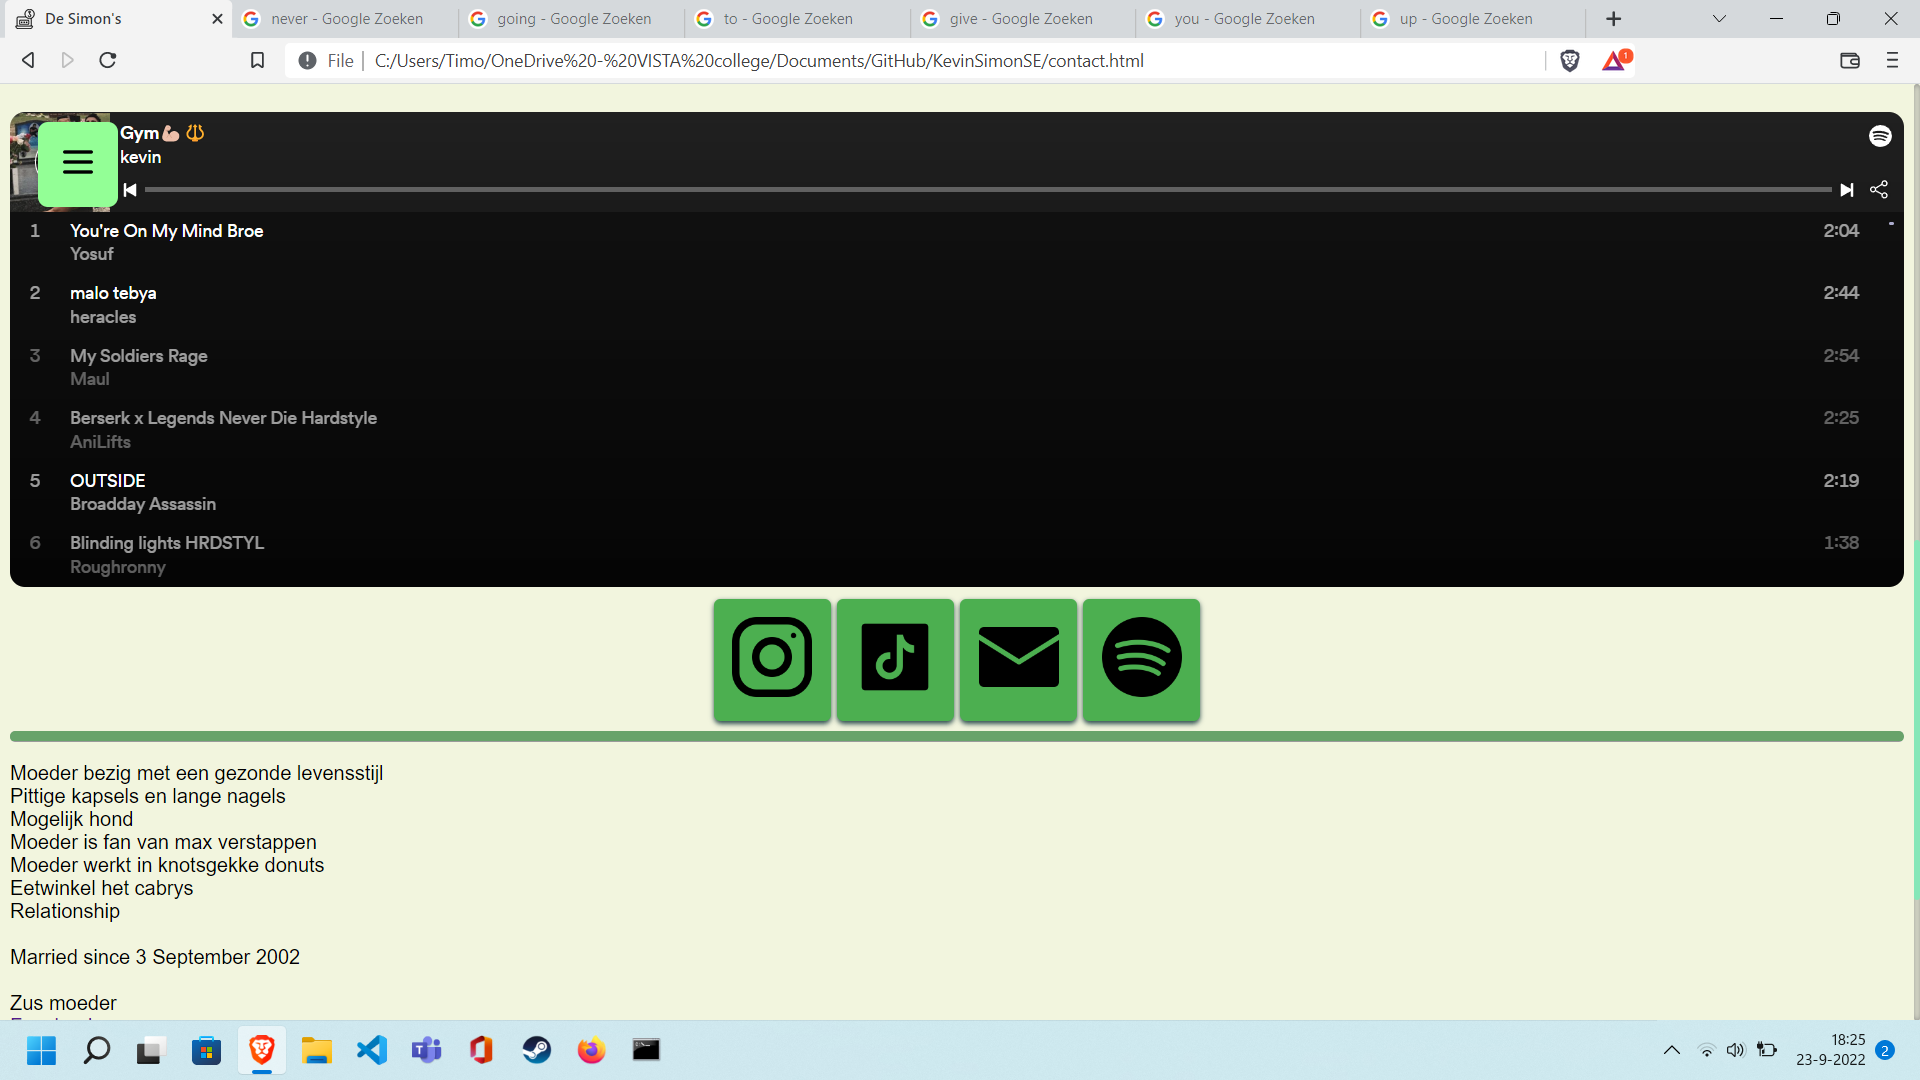 De Simon's
never - Google Zoeken
going - Google Zoeken
to - Google Zoeken
give - Google Zoeken
you - Google Zoeken
up - Google Zoeken
File
C:/Users/Timo/OneDrive%20-%20VISTA%20college/Documents/GitHub/KevinSimonSE/contact.html
1
Gym💪🏼 🔱
kevin
1 You're On My Mind Broe 2:04
Yosuf
2 malo tebya 2:44
heracles
3 My Soldiers Rage 2:54
Maul
4 Berserk x Legends Never Die Hardstyle 2:25
AniLifts
5 OUTSIDE 2:19
Broadday Assassin
6 Blinding lights HRDSTYL 1:38
Roughronny
Moeder bezig met een gezonde levensstijl
Pittige kapsels en lange nagels
Mogelijk hond
Moeder is fan van max verstappen
Moeder werkt in knotsgekke donuts
Eetwinkel het cabrys
Relationship
Married since 3 September 2002
Zus moeder
18:25
23-9-2022
2